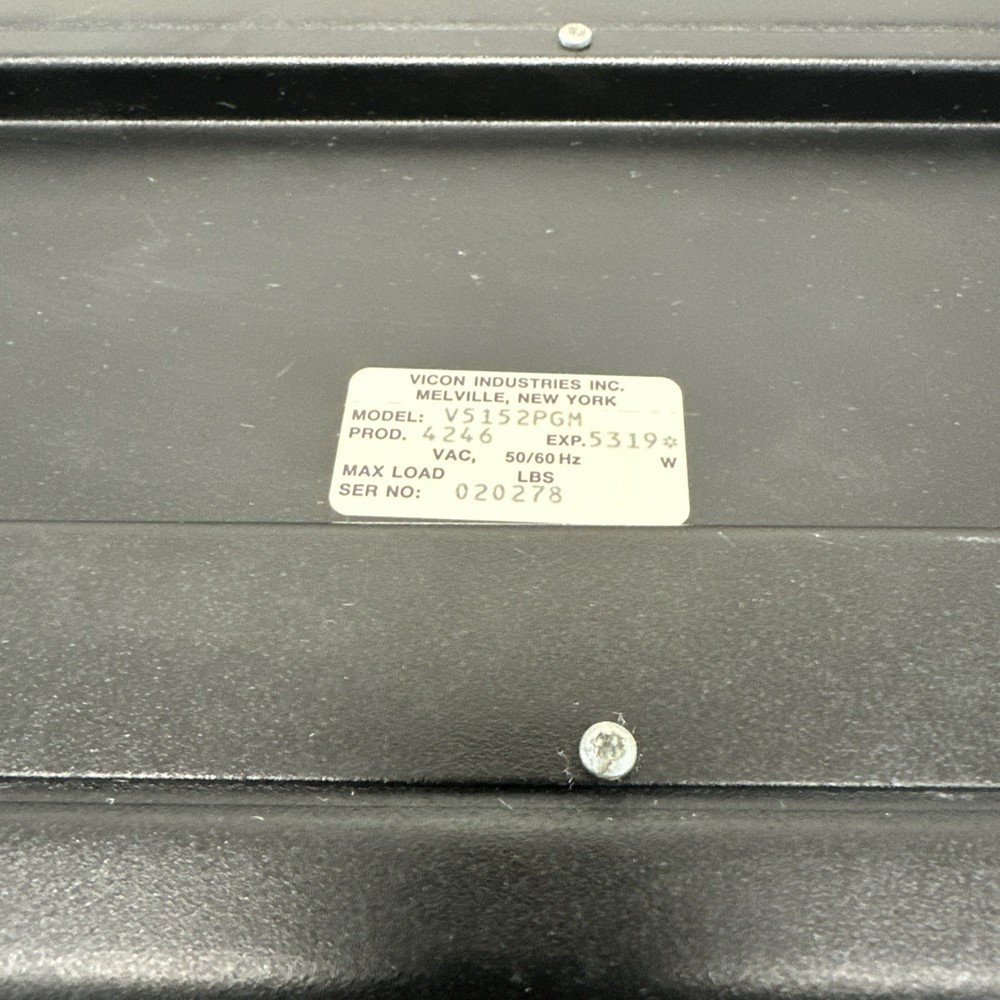 VICON INDUSTRIES INC.
MELVILLE, NEW YORK
MODEL: V5152PGM
PROD. 4246 EXP. 5319✡
VAC, 50/60 Hz W
MAX LOAD LBS
SER NO: 020278